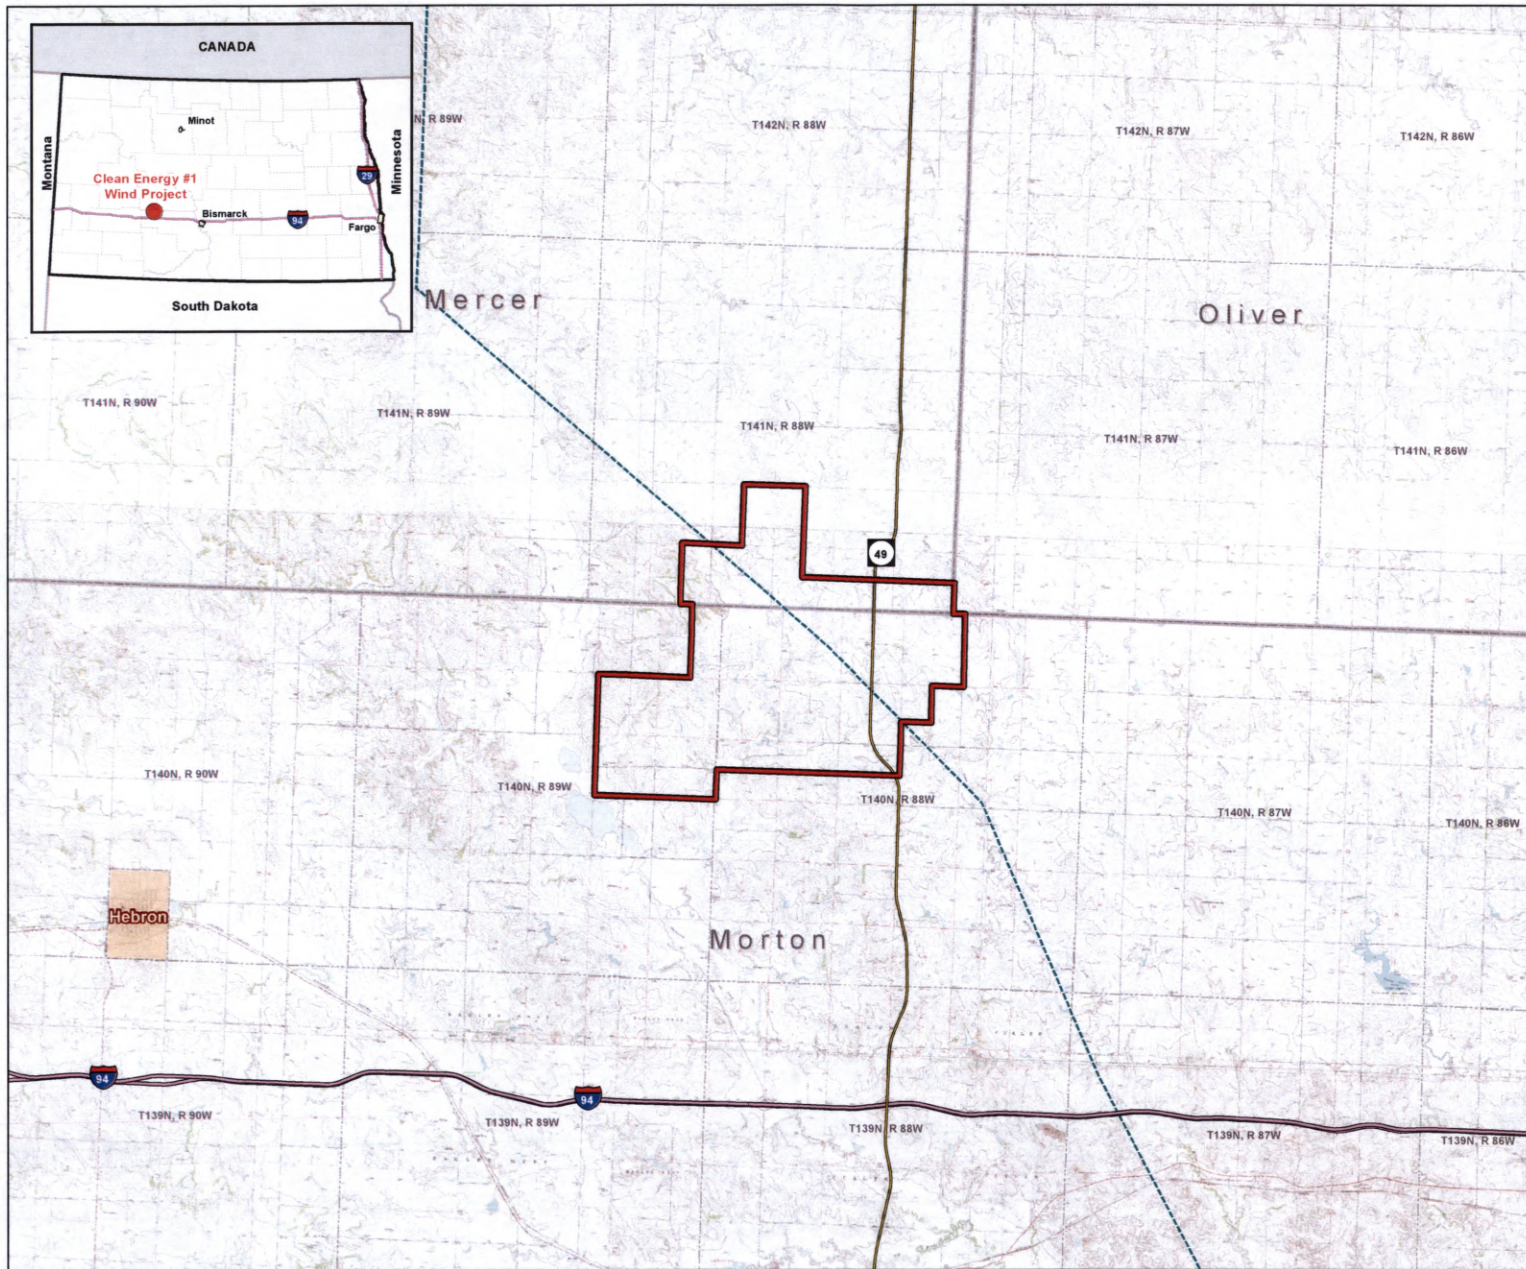 CANADA
Minot
Montana
Minnesota
29
Clean Energy #1
Wind Project
Bismarck
94
Fargo
South Dakota
R 89W
T142N, R 88W
T142N, R 87W
T142N, R 86W
Mercer
Oliver
T141N, R 90W
T141N, R 89W
T141N, R 88W
T141N, R 87W
T141N, R 86W
49
T140N, R 90W
T140N, R 89W
T140N, R 88W
T140N, R 87W
T140N, R 86W
Hebron
Morton
94
94
T139N, R 90W
T139N, R 89W
T139N, R 88W
T139N, R 87W
T139N, R 86W